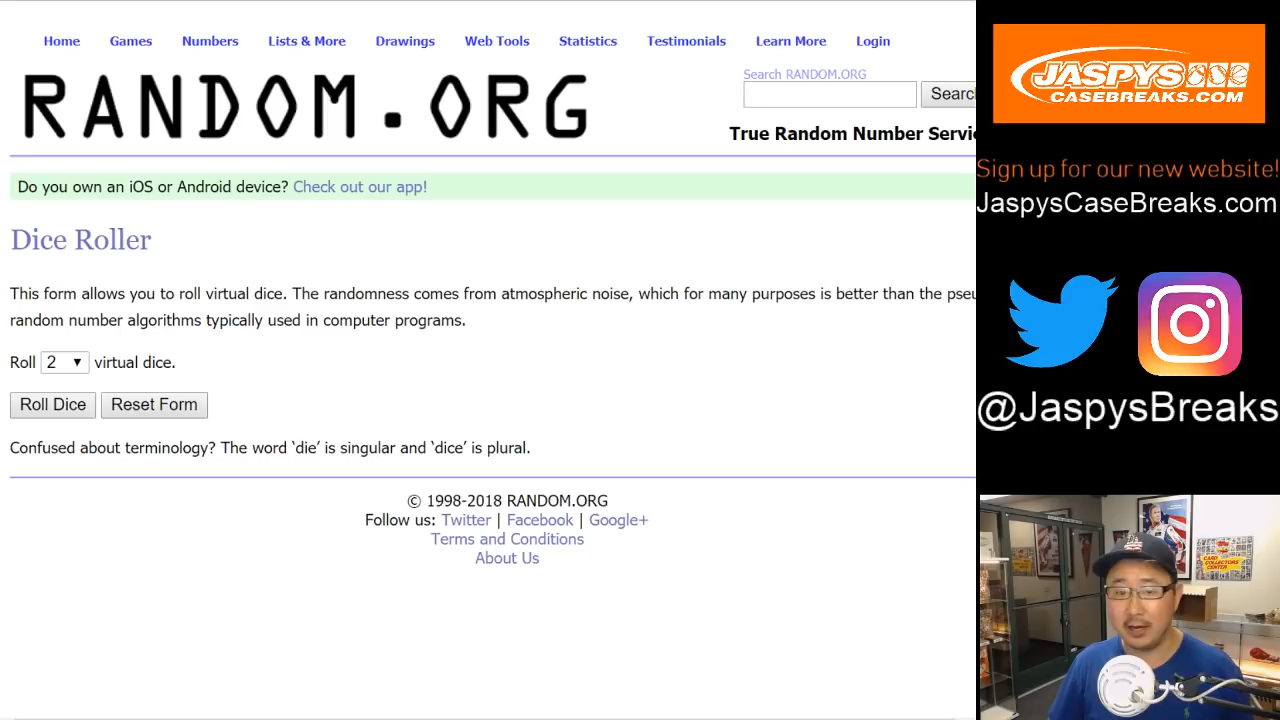 Home Games Numbers Lists & More Drawings Web Tools Statistics Testimonials Learn More Login
RANDOM.ORG
Search RANDOM.ORG
Searc
True Random Number Servi
Do you own an iOS or Android device? Check out our app!
Dice Roller
This form allows you to roll virtual dice. The randomness comes from atmospheric noise, which for many purposes is better than the pseu
random number algorithms typically used in computer programs.
Roll 2 virtual dice.
Roll Dice Reset Form
Confused about terminology? The word ‘die’ is singular and ‘dice’ is plural.
© 1998-2018 RANDOM.ORG
Follow us: Twitter | Facebook | Google+
Terms and Conditions
About Us
JASPYS
CASEBREAKS.COM
Sign up for our new website!
JaspysCaseBreaks.com
@JaspysBreaks